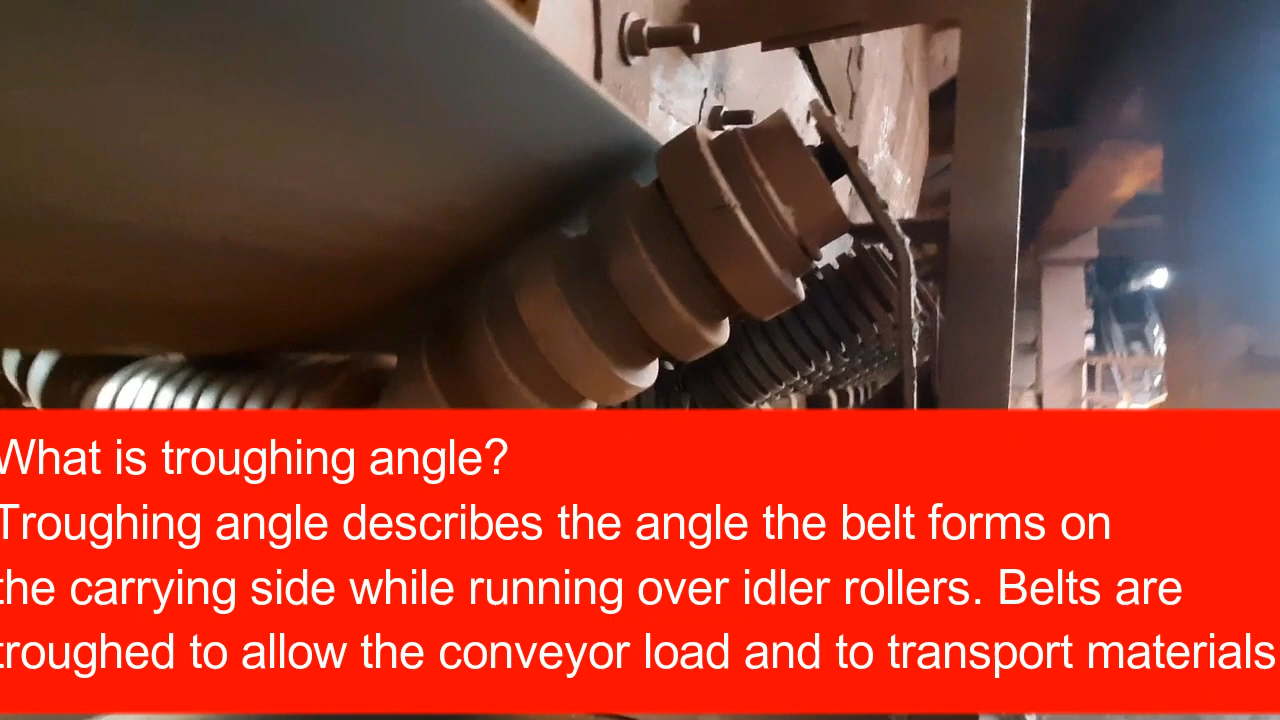 What is troughing angle?
Troughing angle describes the angle the belt forms on
the carrying side while running over idler rollers. Belts are
troughed to allow the conveyor load and to transport materials